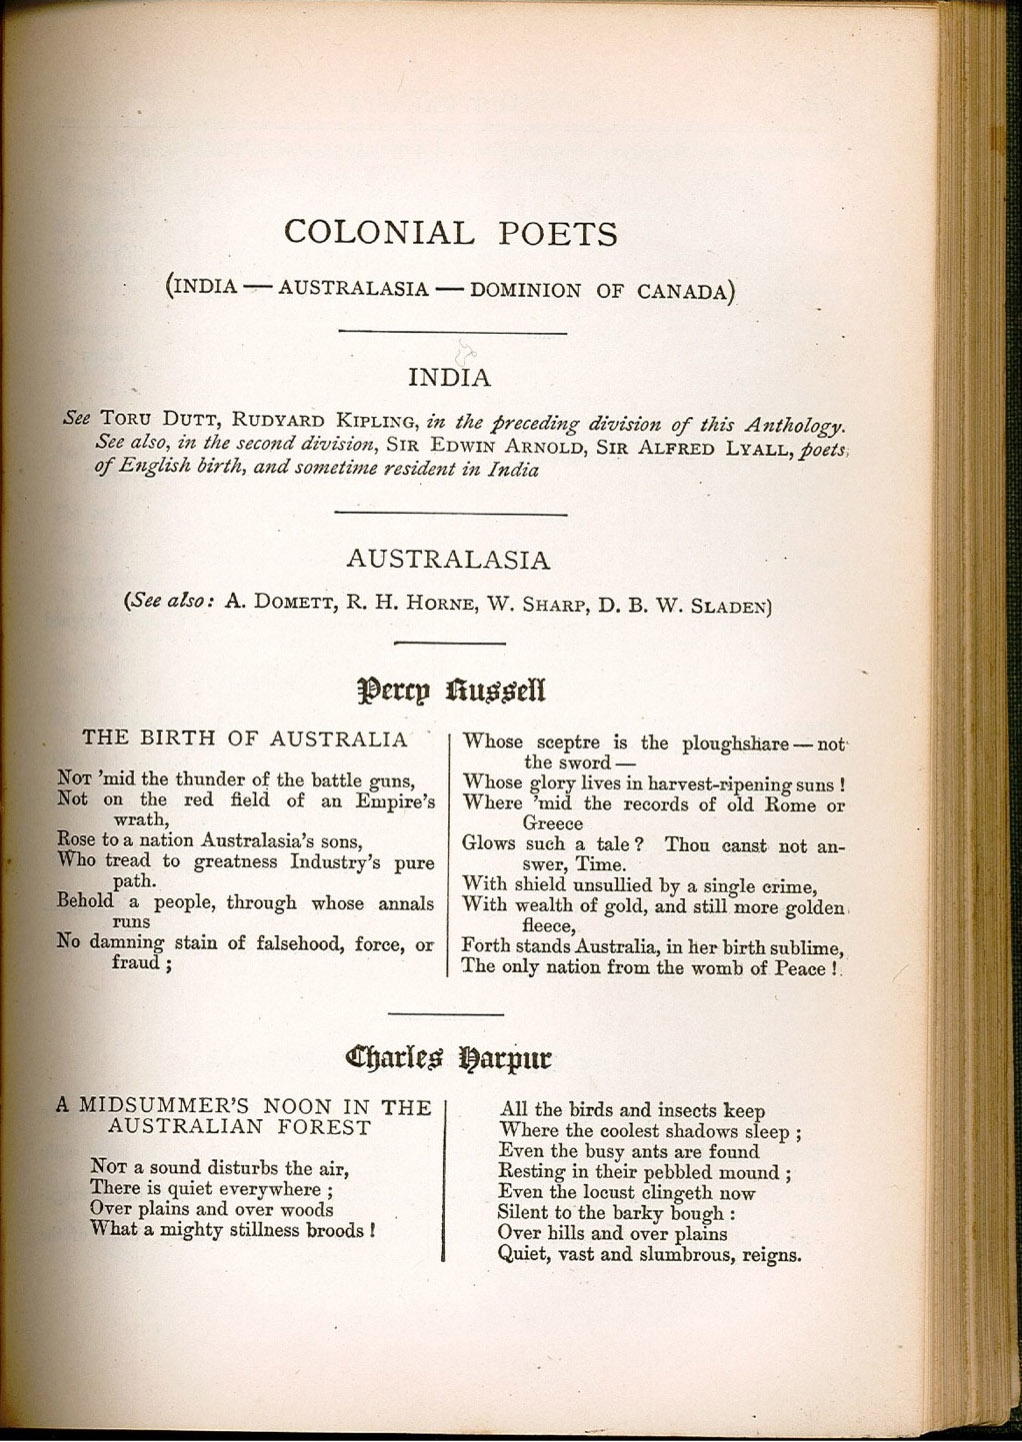 COLONIAL POETS
(INDIA — AUSTRALASIA — DOMINION OF CANADA)
INDIA
See TORU DUTT, RUDYARD KIPLING, in the preceding division of this Anthology.
See also, in the second division, SIR EDWIN ARNOLD, SIR ALFRED LYALL, poets
of English birth, and sometime resident in India
AUSTRALASIA
(See also: A. DOMETT, R. H. HORNE, W. SHARP, D. B. W. SLADEN)
Percy Russell
THE BIRTH OF AUSTRALIA
NOT 'mid the thunder of the battle guns,
Not on the red field of an Empire's
wrath,
Rose to a nation Australasia's sons,
Who tread to greatness Industry's pure
path.
Behold a people, through whose annals
runs
No damning stain of falsehood, force, or
fraud ;
Whose sceptre is the ploughshare — not
the sword —
Whose glory lives in harvest-ripening suns !
Where 'mid the records of old Rome or
Greece
Glows such a tale ? Thou canst not an-
swer, Time.
With shield unsullied by a single crime,
With wealth of gold, and still more golden
fleece,
Forth stands Australia, in her birth sublime,
The only nation from the womb of Peace !
Charles Harpur
A MIDSUMMER'S NOON IN THE
AUSTRALIAN FOREST
NOT a sound disturbs the air,
There is quiet everywhere ;
Over plains and over woods
What a mighty stillness broods !
All the birds and insects keep
Where the coolest shadows sleep ;
Even the busy ants are found
Resting in their pebbled mound ;
Even the locust clingeth now
Silent to the barky bough :
Over hills and over plains
Quiet, vast and slumbrous, reigns.